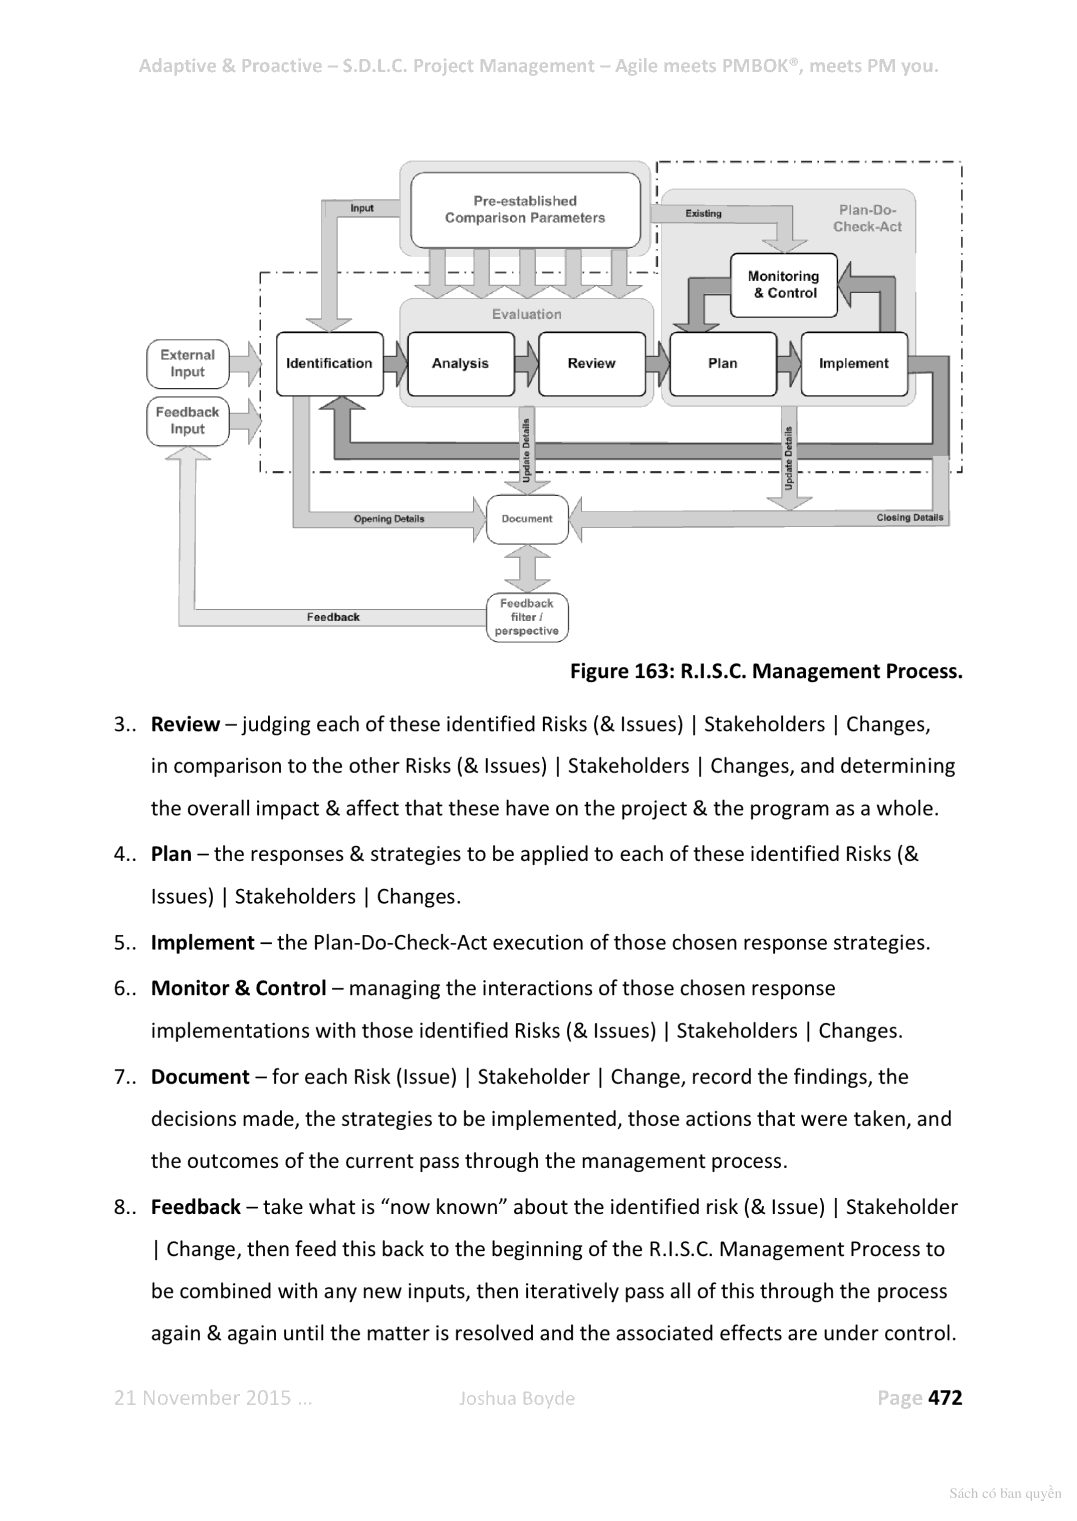 Adaptive & Proactive – S.D.L.C. Project Management – Agile meets PMBOK®, meets PM you.
Pre-established
Comparison Parameters
Input
Existing
Plan-Do-
Check-Act
Monitoring
& Control
Evaluation
External
Input
Identification
Analysis
Review
Plan
Implement
Feedback
Input
Update Details
Update Details
Opening Details
Document
Closing Details
Feedback
filter /
perspective
Feedback
Figure 163: R.I.S.C. Management Process.
3.. Review – judging each of these identified Risks (& Issues) | Stakeholders | Changes,
in comparison to the other Risks (& Issues) | Stakeholders | Changes, and determining
the overall impact & affect that these have on the project & the program as a whole.
4.. Plan – the responses & strategies to be applied to each of these identified Risks (&
Issues) | Stakeholders | Changes.
5.. Implement – the Plan-Do-Check-Act execution of those chosen response strategies.
6.. Monitor & Control – managing the interactions of those chosen response
implementations with those identified Risks (& Issues) | Stakeholders | Changes.
7.. Document – for each Risk (Issue) | Stakeholder | Change, record the findings, the
decisions made, the strategies to be implemented, those actions that were taken, and
the outcomes of the current pass through the management process.
8.. Feedback – take what is “now known” about the identified risk (& Issue) | Stakeholder
| Change, then feed this back to the beginning of the R.I.S.C. Management Process to
be combined with any new inputs, then iteratively pass all of this through the process
again & again until the matter is resolved and the associated effects are under control.
21 November 2015 ... Joshua Boyde Page 472
Sách có bản quyền